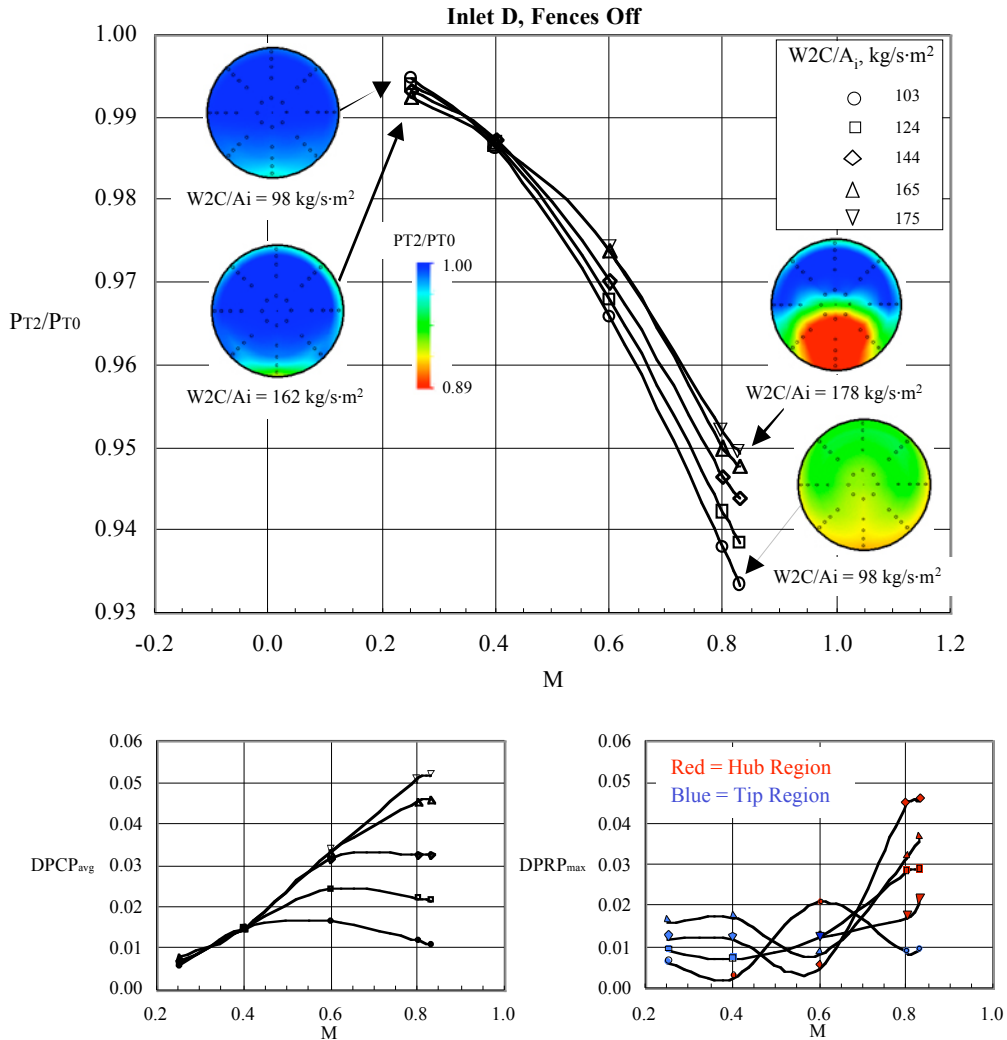 Inlet D, Fences Off
1.00
0.99
0.98
0.97
0.96
0.95
0.94
0.93
PT2/PT0
-0.2 0.0 0.2 0.4 0.6 0.8 1.0 1.2
M
W2C/Ai = 98 kg/s·m²
W2C/Ai = 162 kg/s·m²
PT2/PT0
1.00
0.89
W2C/Ai, kg/s·m²
103
124
144
165
175
W2C/Ai = 178 kg/s·m²
W2C/Ai = 98 kg/s·m²
0.06
0.05
0.04
0.03
0.02
0.01
0.00
DPCPavg
0.2 0.4 0.6 0.8 1.0
M
0.06
0.05
0.04
0.03
0.02
0.01
0.00
DPRPmax
Red = Hub Region
Blue = Tip Region
0.2 0.4 0.6 0.8 1.0
M